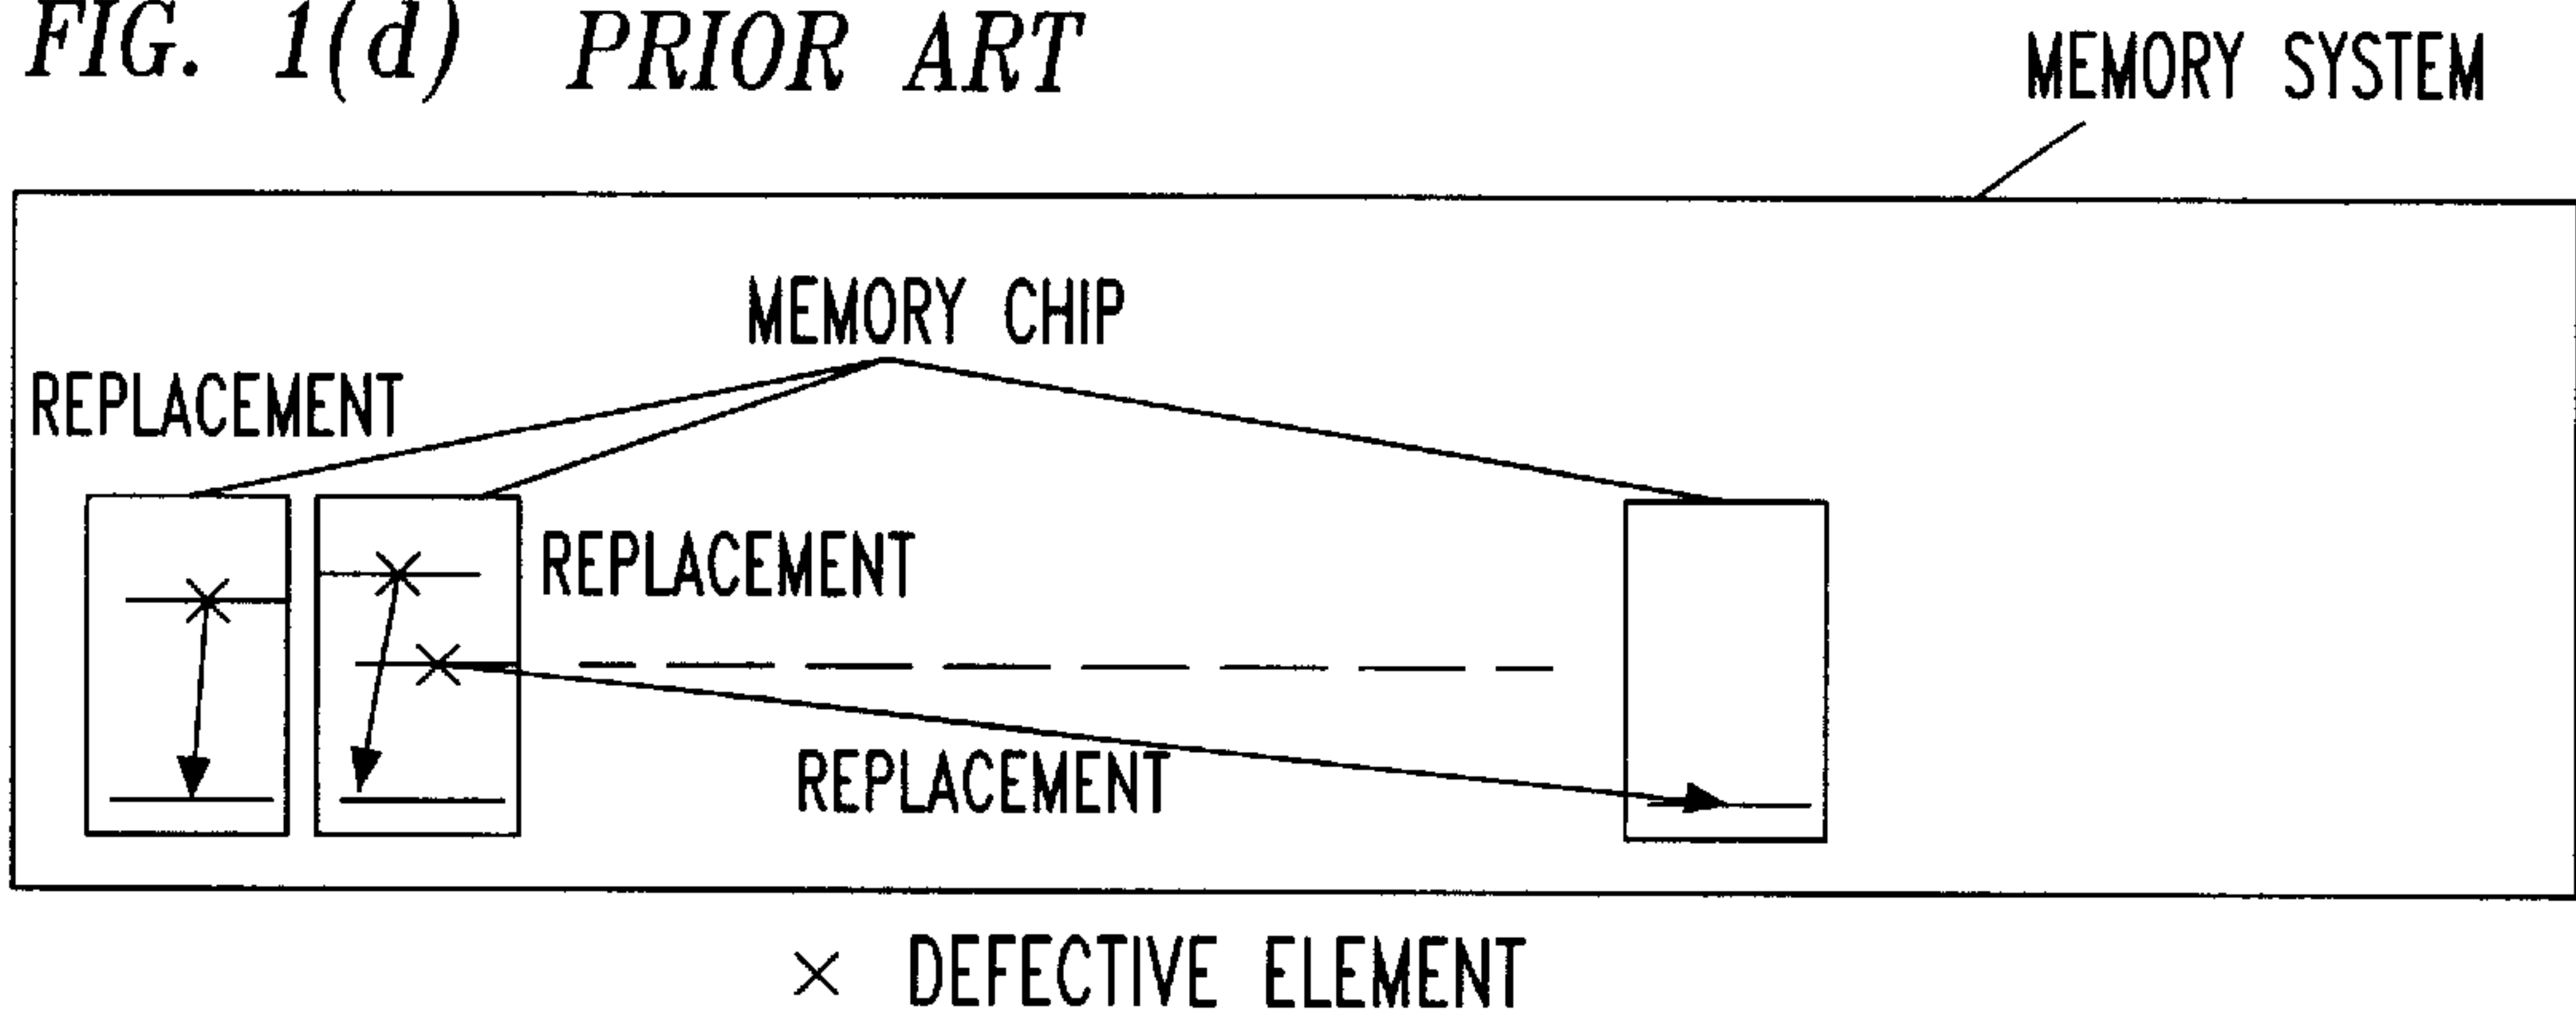 FIG. 1(d) PRIOR ART
MEMORY SYSTEM
MEMORY CHIP
REPLACEMENT
REPLACEMENT
REPLACEMENT
× DEFECTIVE ELEMENT